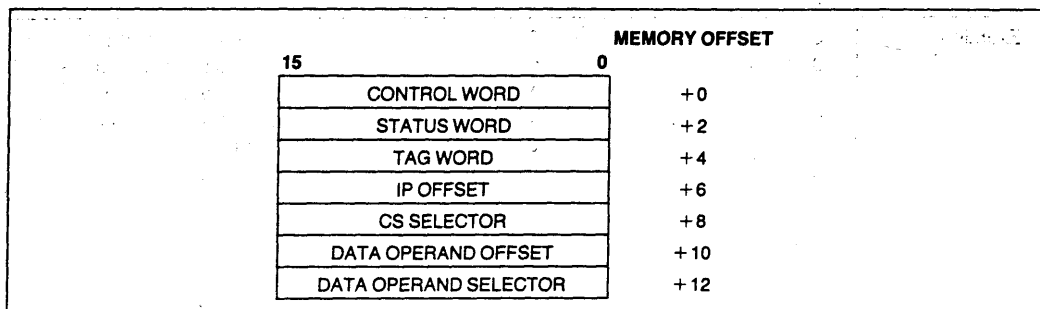 MEMORY OFFSET
15 0
CONTROL WORD +0
STATUS WORD +2
TAG WORD +4
IP OFFSET +6
CS SELECTOR +8
DATA OPERAND OFFSET +10
DATA OPERAND SELECTOR +12